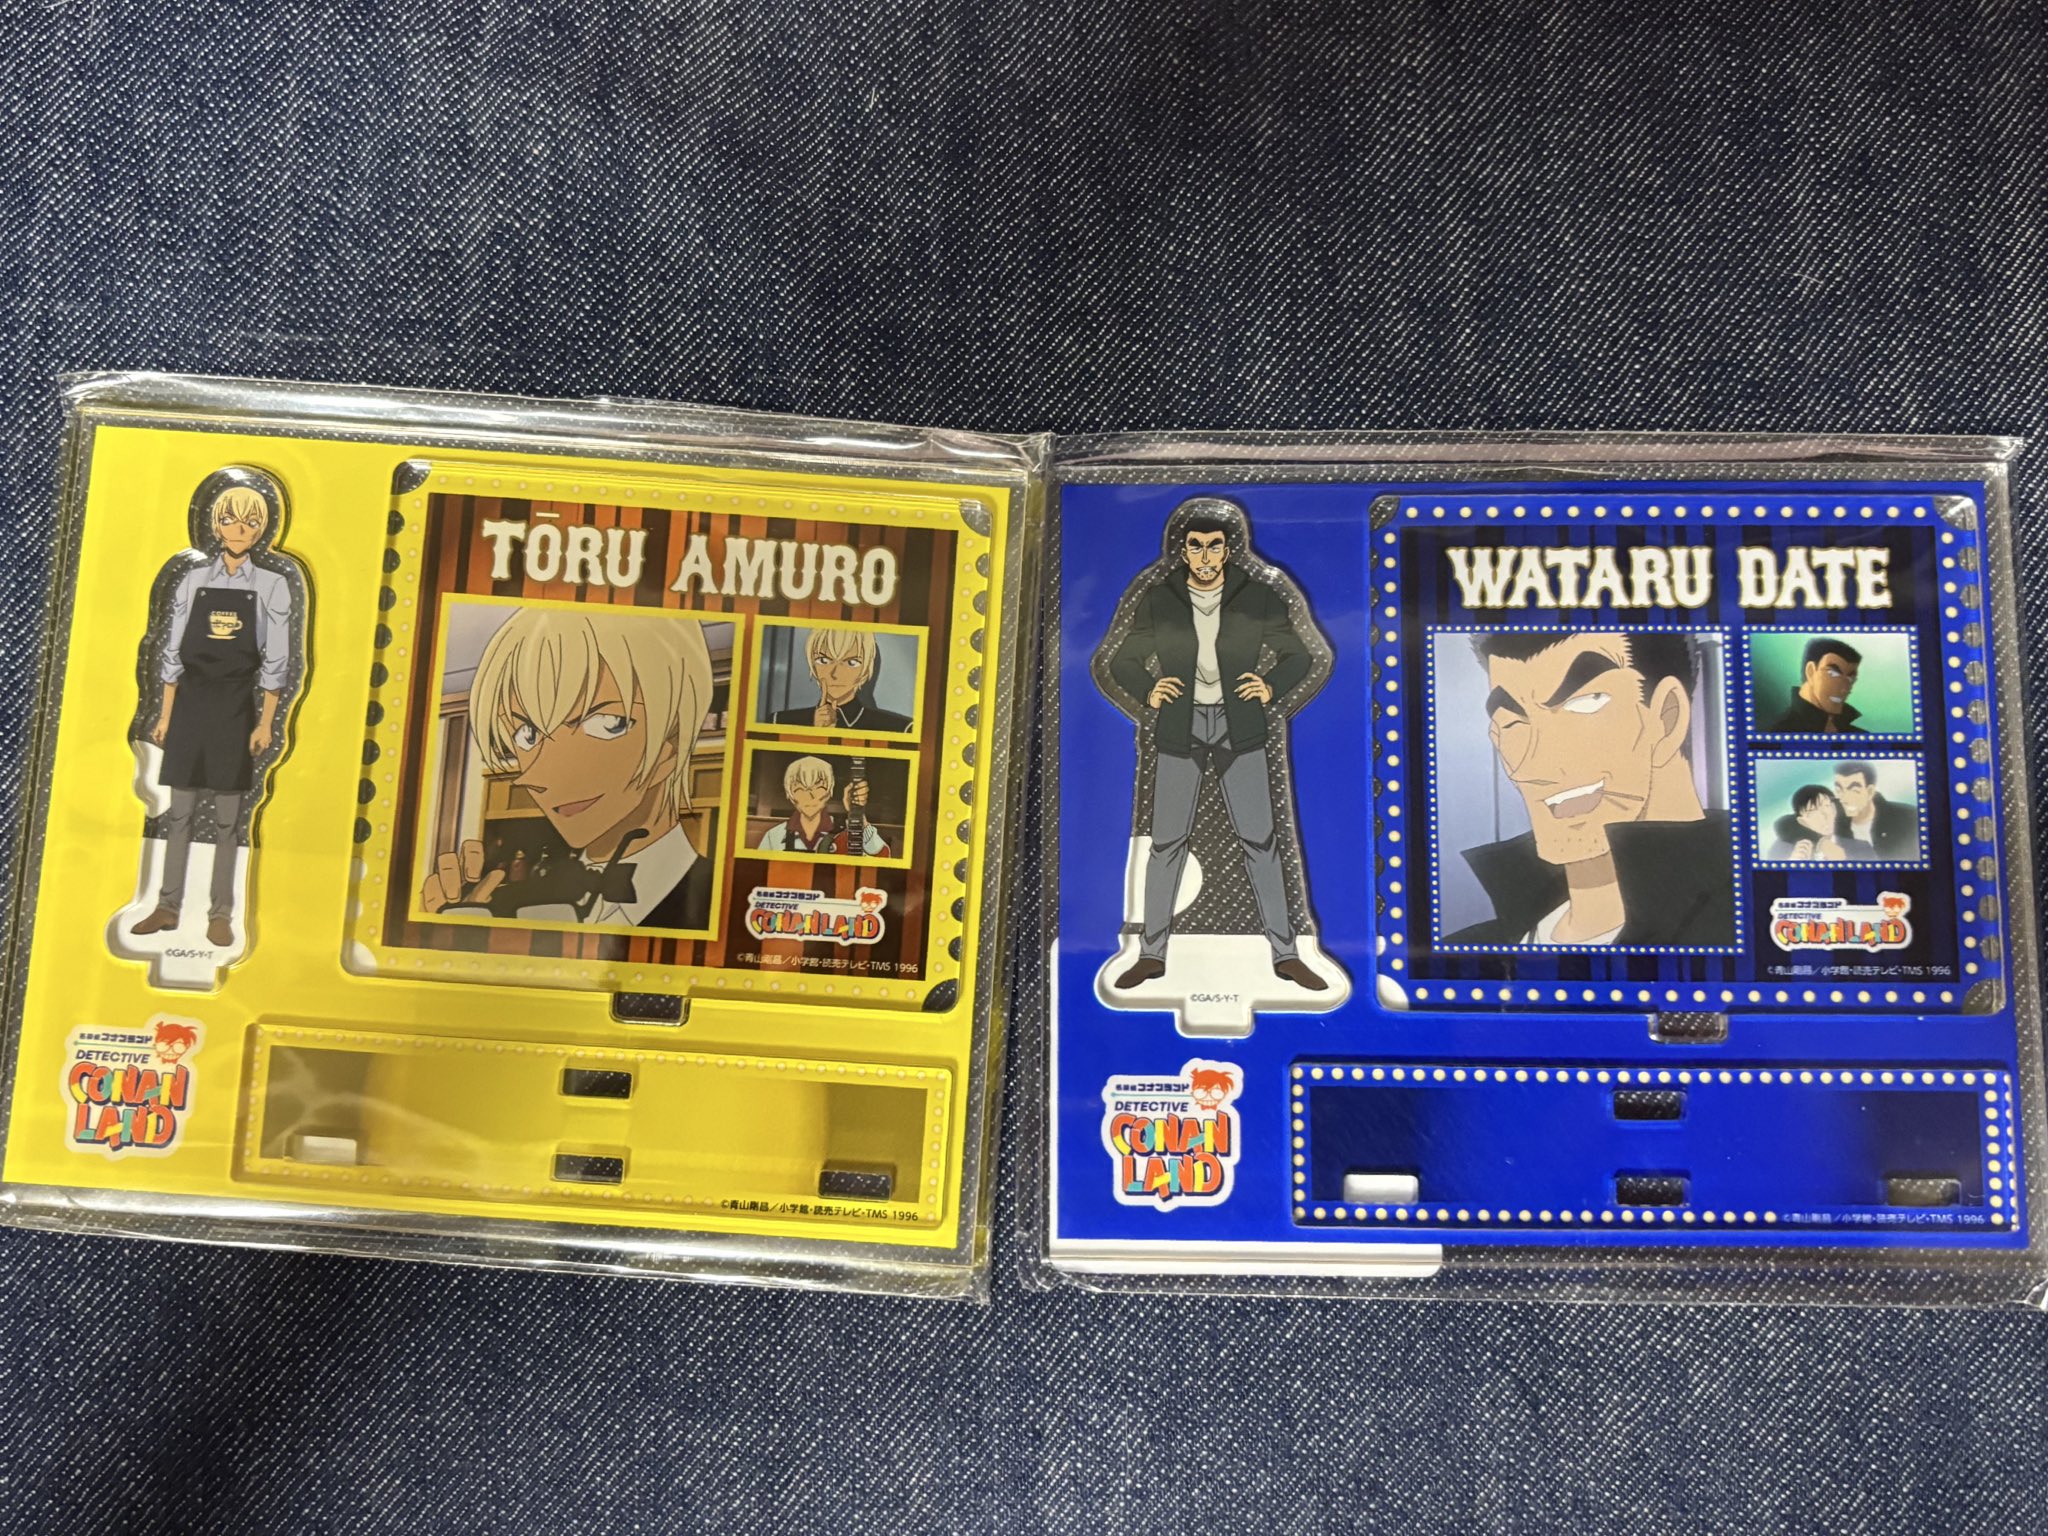 TŌRU AMURO
COFFEE
名探偵コナンランド
DETECTIVE
CONAN LAND
©青山剛昌/小学館・読売テレビ・TMS 1996
©GA/S・Y・T
名探偵コナンランド
DETECTIVE
CONAN
LAND
©青山剛昌/小学館・読売テレビ・TMS 1996
WATARU DATE
名探偵コナンランド
DETECTIVE
CONAN LAND
©青山剛昌/小学館・読売テレビ・TMS 1996
©GA/S・Y・T
名探偵コナンランド
DETECTIVE
CONAN
LAND
©青山剛昌/小学館・読売テレビ・TMS 1996